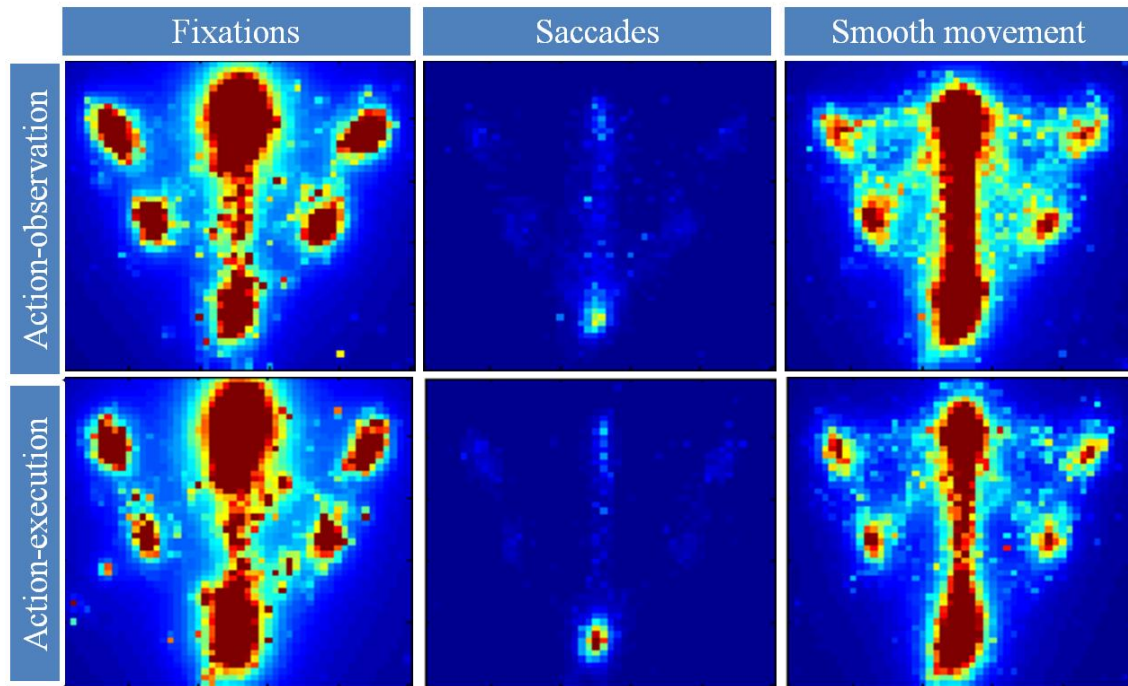 Fixations
Saccades
Smooth movement
Action-observation
Action-execution